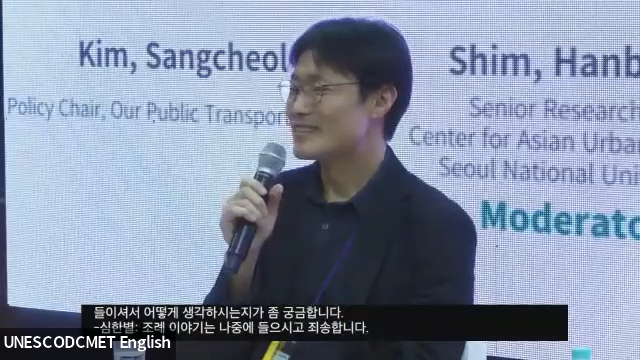 Kim, Sangcheol
Shim, Hanb
Policy Chair, Our Public Transpor
Senior Research
Center for Asian Urba
Seoul National Uni
Moderato
들이셔서 어떻게 생각하시는지가 좀 궁금합니다.
-심한별: 조례 이야기는 나중에 들으시고 죄송합니다.
UNESCODCMET English